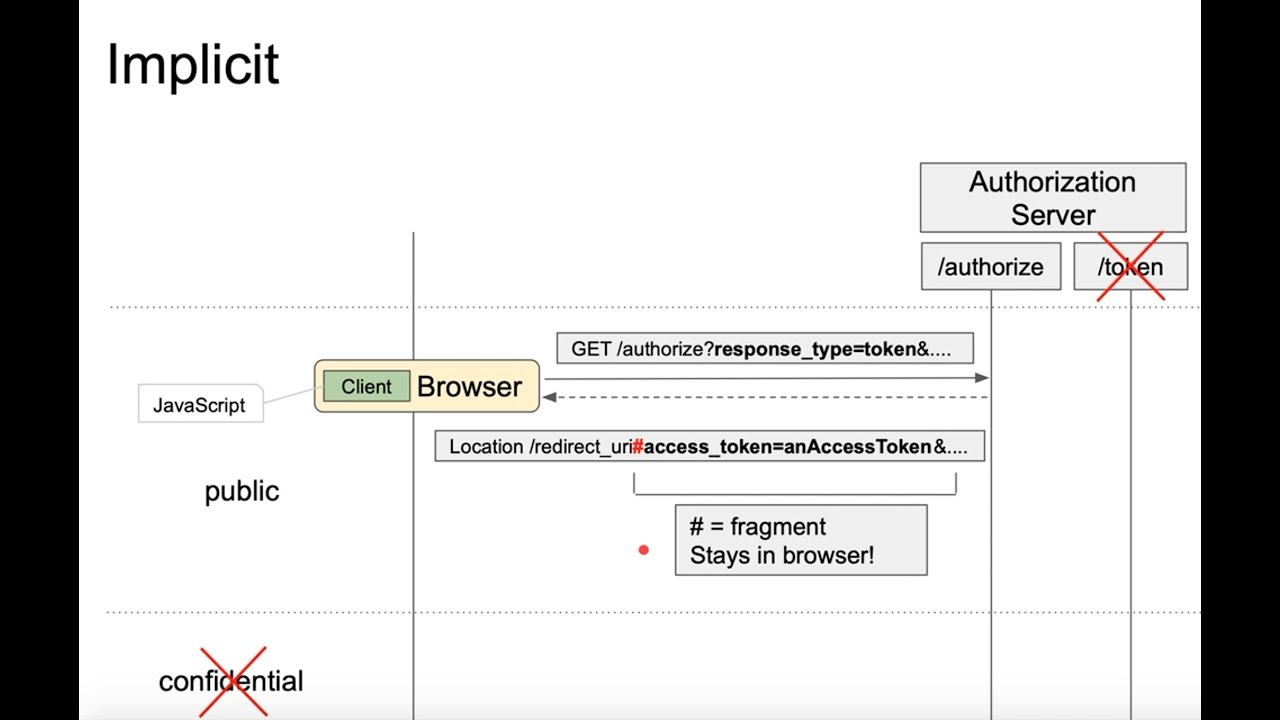 Implicit
Authorization
Server
/authorize
/token
GET /authorize?response_type=token&....
Client
Browser
JavaScript
Location /redirect_uri#access_token=anAccessToken&....
public
# = fragment
Stays in browser!
confidential